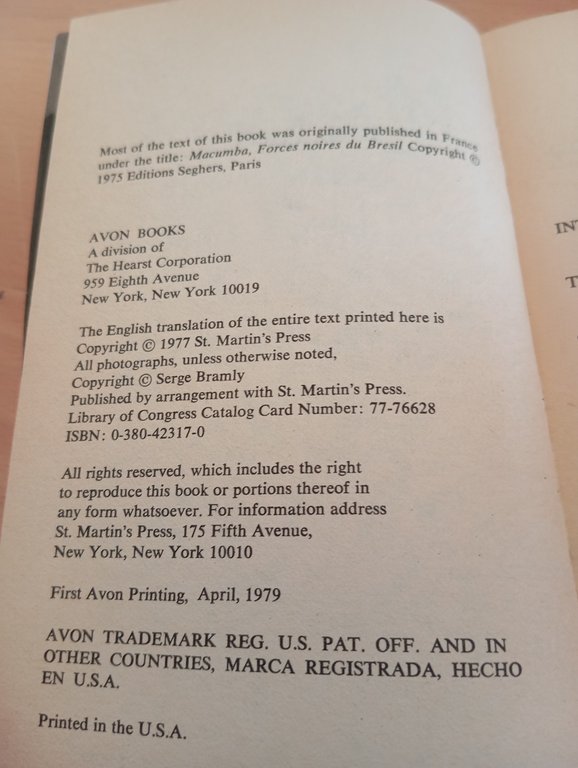 Most of the text of this book was originally published in France
under the title: Macumba, Forces noires du Bresil Copyright ©
1975 Editions Seghers, Paris
AVON BOOKS
A division of
The Hearst Corporation
959 Eighth Avenue
New York, New York 10019
The English translation of the entire text printed here is
Copyright © 1977 St. Martin's Press
All photographs, unless otherwise noted,
Copyright © Serge Bramly
Published by arrangement with St. Martin's Press.
Library of Congress Catalog Card Number: 77-76628
ISBN: 0-380-42317-0
All rights reserved, which includes the right
to reproduce this book or portions thereof in
any form whatsoever. For information address
St. Martin's Press, 175 Fifth Avenue,
New York, New York 10010
First Avon Printing, April, 1979
AVON TRADEMARK REG. U.S. PAT. OFF. AND IN
OTHER COUNTRIES, MARCA REGISTRADA, HECHO
EN U.S.A.
Printed in the U.S.A.